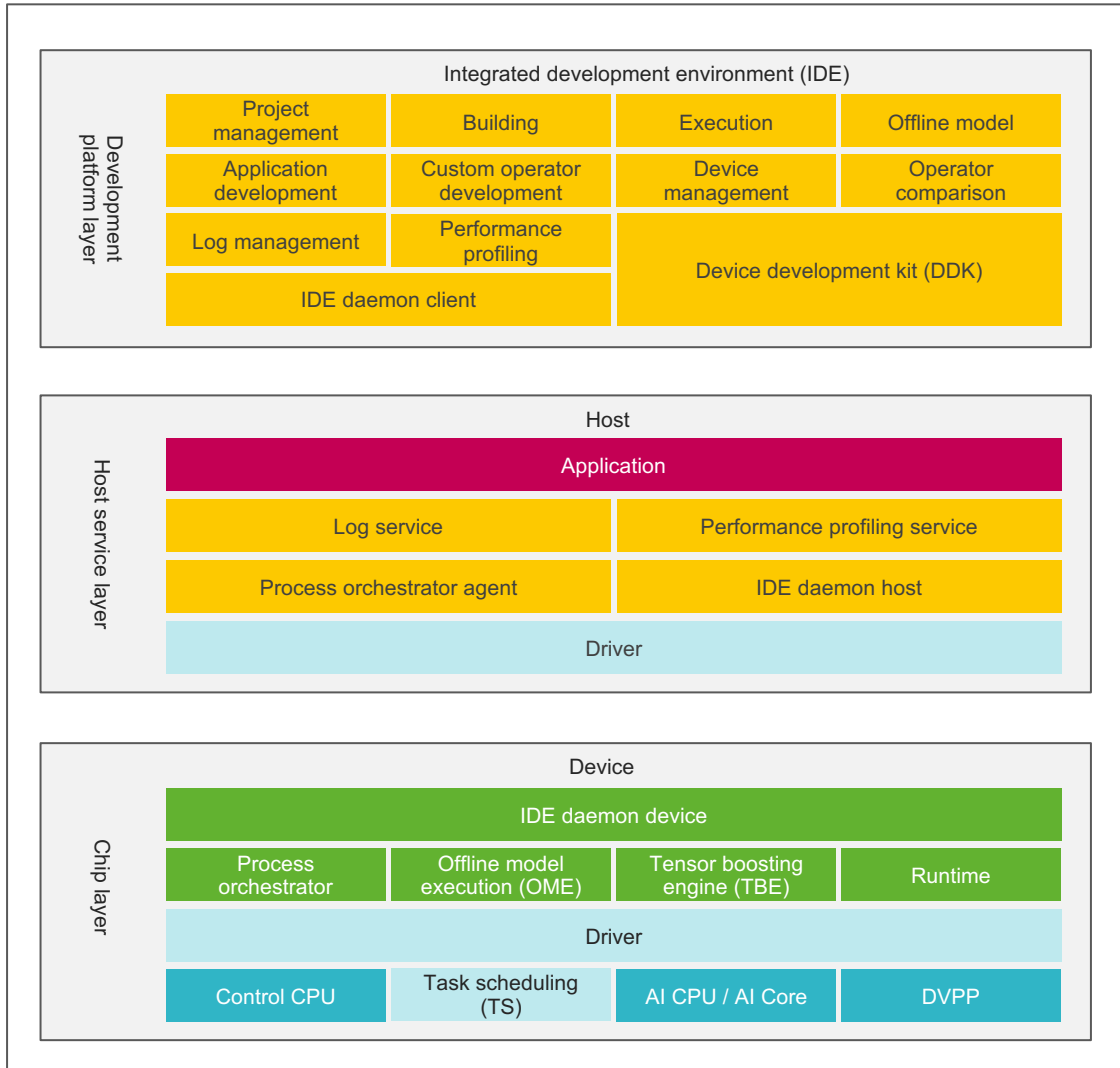 Integrated development environment (IDE)
Development
platform layer
Project
management
Building
Execution
Offline model
Application
development
Custom operator
development
Device
management
Operator
comparison
Log management
Performance
profiling
Device development kit (DDK)
IDE daemon client
Host
Host service layer
Application
Log service
Performance profiling service
Process orchestrator agent
IDE daemon host
Driver
Device
Chip layer
IDE daemon device
Process
orchestrator
Offline model
execution (OME)
Tensor boosting
engine (TBE)
Runtime
Driver
Control CPU
Task scheduling
(TS)
AI CPU / AI Core
DVPP